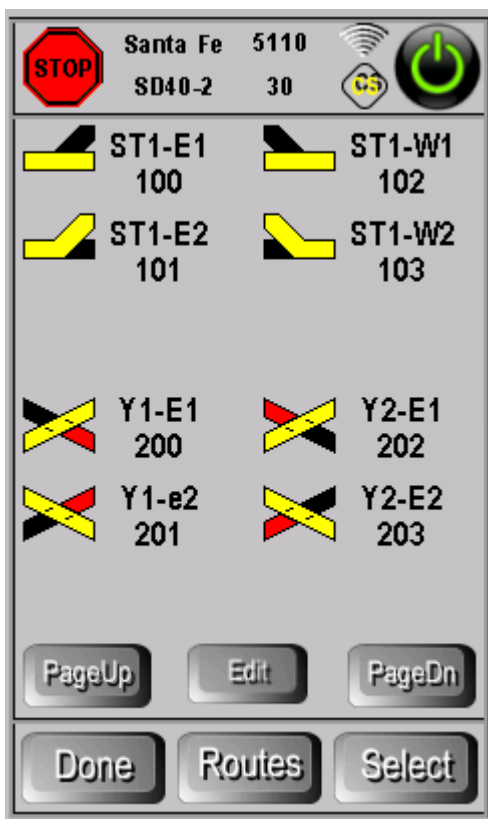 STOP
Santa Fe 5110
SD40-2 30
CS
ST1-E1 ST1-W1
100 102
ST1-E2 ST1-W2
101 103
Y1-E1 Y2-E1
200 202
Y1-e2 Y2-E2
201 203
PageUp Edit PageDn
Done Routes Select